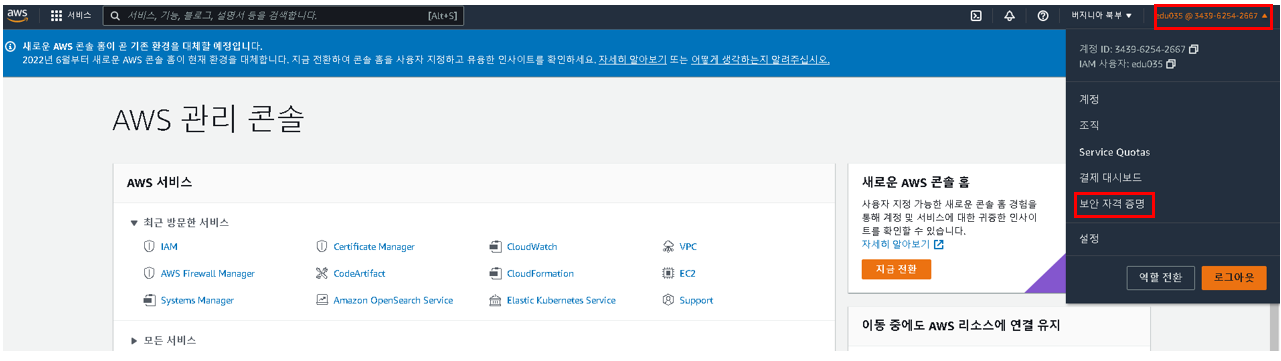 aws
서비스
서비스, 기능, 블로그, 설명서 등을 검색합니다.
[Alt+S]
버지니아 북부 ▼
edu035 @ 3439-6254-2667 ▲
새로운 AWS 콘솔 홈이 곧 기존 환경을 대체할 예정입니다.
2022년 6월부터 새로운 AWS 콘솔 홈이 현재 환경을 대체합니다. 지금 전환하여 콘솔 홈을 사용자 지정하고 유용한 인사이트를 확인하세요. 자세히 알아보기 또는 어떻게 생각하는지 알려주십시오.
계정 ID: 3439-6254-2667
IAM 사용자: edu035
계정
조직
Service Quotas
결제 대시보드
보안 자격 증명
설정
역할 전환
로그아웃
AWS 관리 콘솔
AWS 서비스
▼ 최근 방문한 서비스
IAM
Certificate Manager
CloudWatch
VPC
AWS Firewall Manager
CodeArtifact
CloudFormation
EC2
Systems Manager
Amazon OpenSearch Service
Elastic Kubernetes Service
Support
▶ 모든 서비스
새로운 AWS 콘솔 홈
사용자 지정 가능한 새로운 콘솔 홈 경험을
통해 계정 및 서비스에 대한 귀중한 인사이
트를 확인할 수 있습니다.
자세히 알아보기
지금 전환
이동 중에도 AWS 리소스에 연결 유지